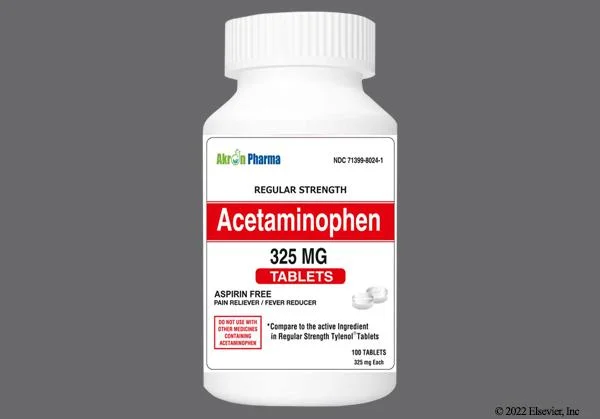 Akron Pharma
NDC 71399-8024-1
REGULAR STRENGTH
Acetaminophen
325 MG
TABLETS
ASPIRIN FREE
PAIN RELIEVER / FEVER REDUCER
DO NOT USE WITH
OTHER MEDICINES
CONTAINING
ACETAMINOPHEN
*Compare to the active Ingredient
in Regular Strength Tylenol® Tablets
100 TABLETS
325 mg Each
© 2022 Elsevier, Inc